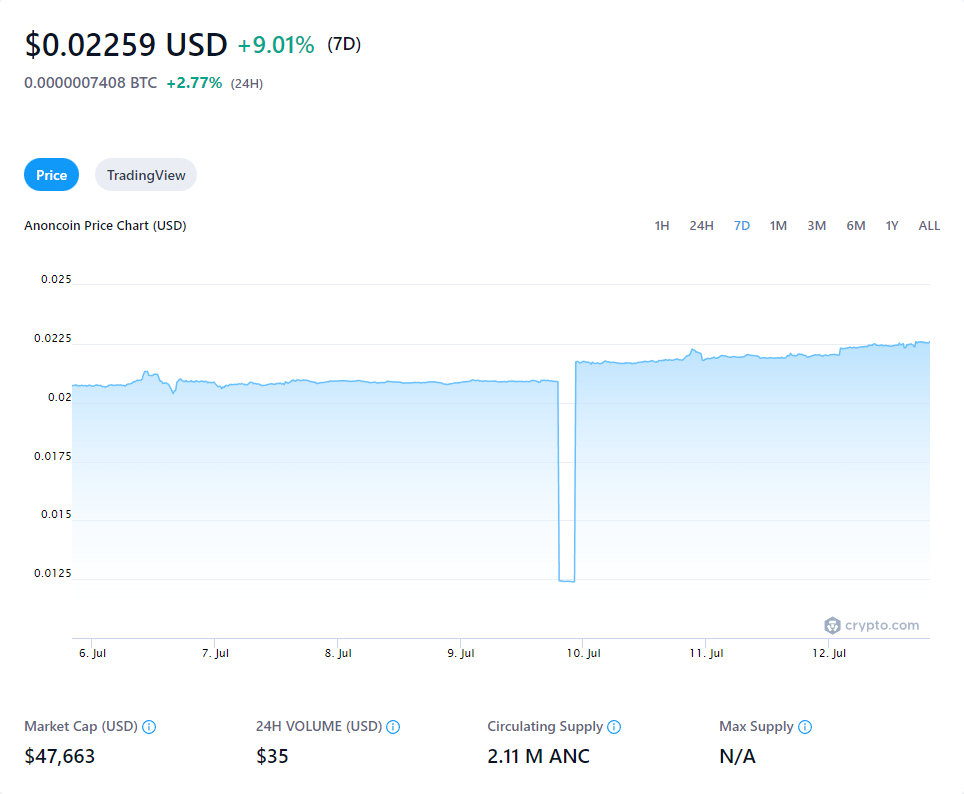 $0.02259 USD +9.01% (7D)
0.0000007408 BTC +2.77% (24H)
Price TradingView
Anoncoin Price Chart (USD) 1H 24H 7D 1M 3M 6M 1Y ALL
0.025
0.0225
0.02
0.0175
0.015
0.0125
crypto.com
6. Jul 7. Jul 8. Jul 9. Jul 10. Jul 11. Jul 12. Jul
Market Cap (USD) 24H VOLUME (USD) Circulating Supply Max Supply
$47,663 $35 2.11 M ANC N/A